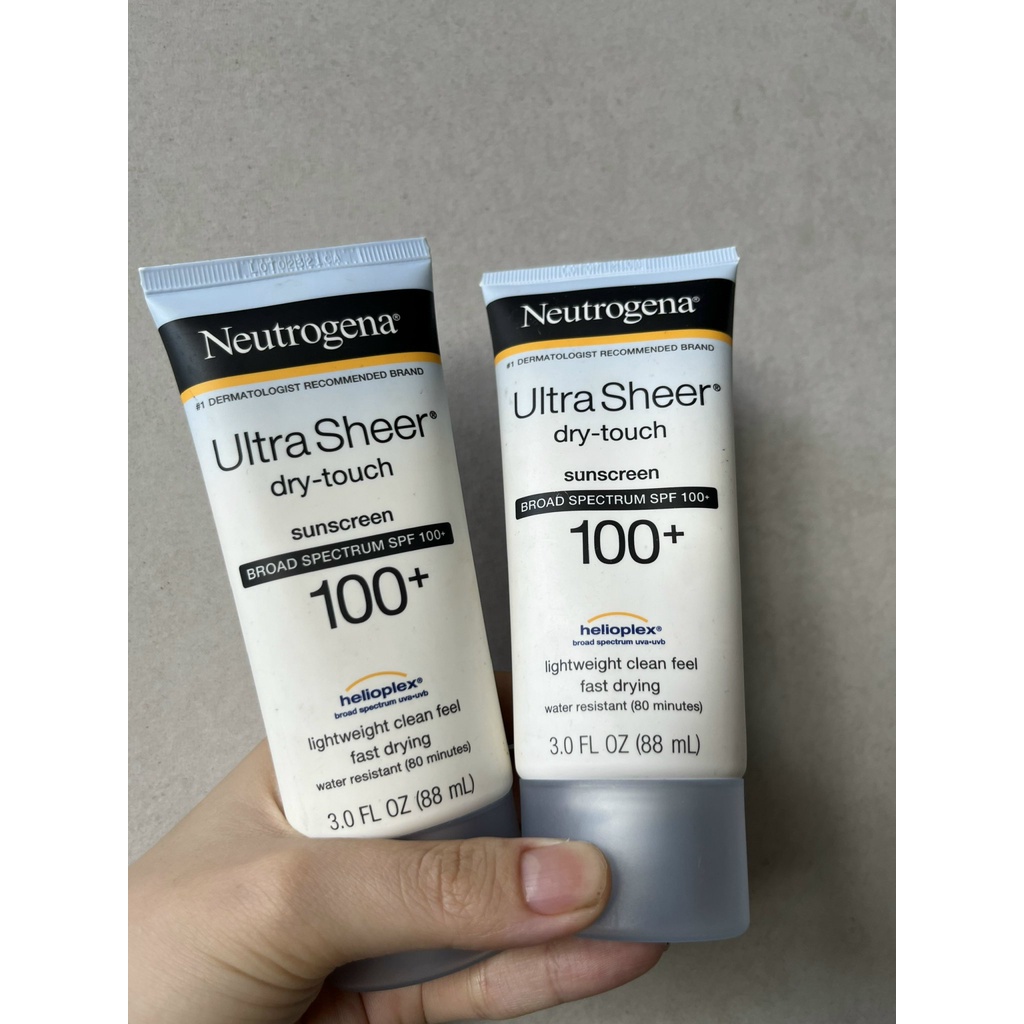 Neutrogena®
#1 DERMATOLOGIST RECOMMENDED BRAND
Ultra Sheer®
dry-touch
sunscreen
BROAD SPECTRUM SPF 100+
100+
helioplex®
broad spectrum uva•uvb
lightweight clean feel
fast drying
water resistant (80 minutes)
3.0 FL OZ (88 mL)
Neutrogena®
#1 DERMATOLOGIST RECOMMENDED BRAND
Ultra Sheer®
dry-touch
sunscreen
BROAD SPECTRUM SPF 100+
100+
helioplex®
broad spectrum uva•uvb
lightweight clean feel
fast drying
water resistant (80 minutes)
3.0 FL OZ (88 mL)